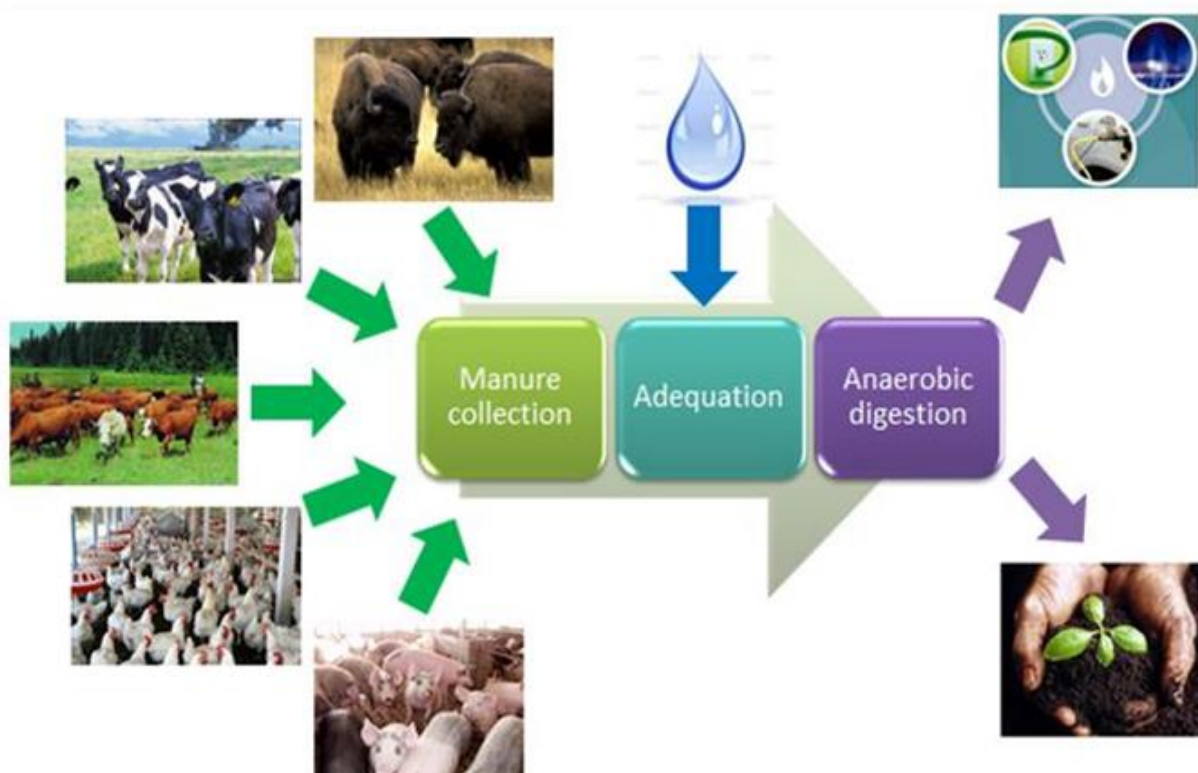 Manure
collection
Adequation
Anaerobic
digestion